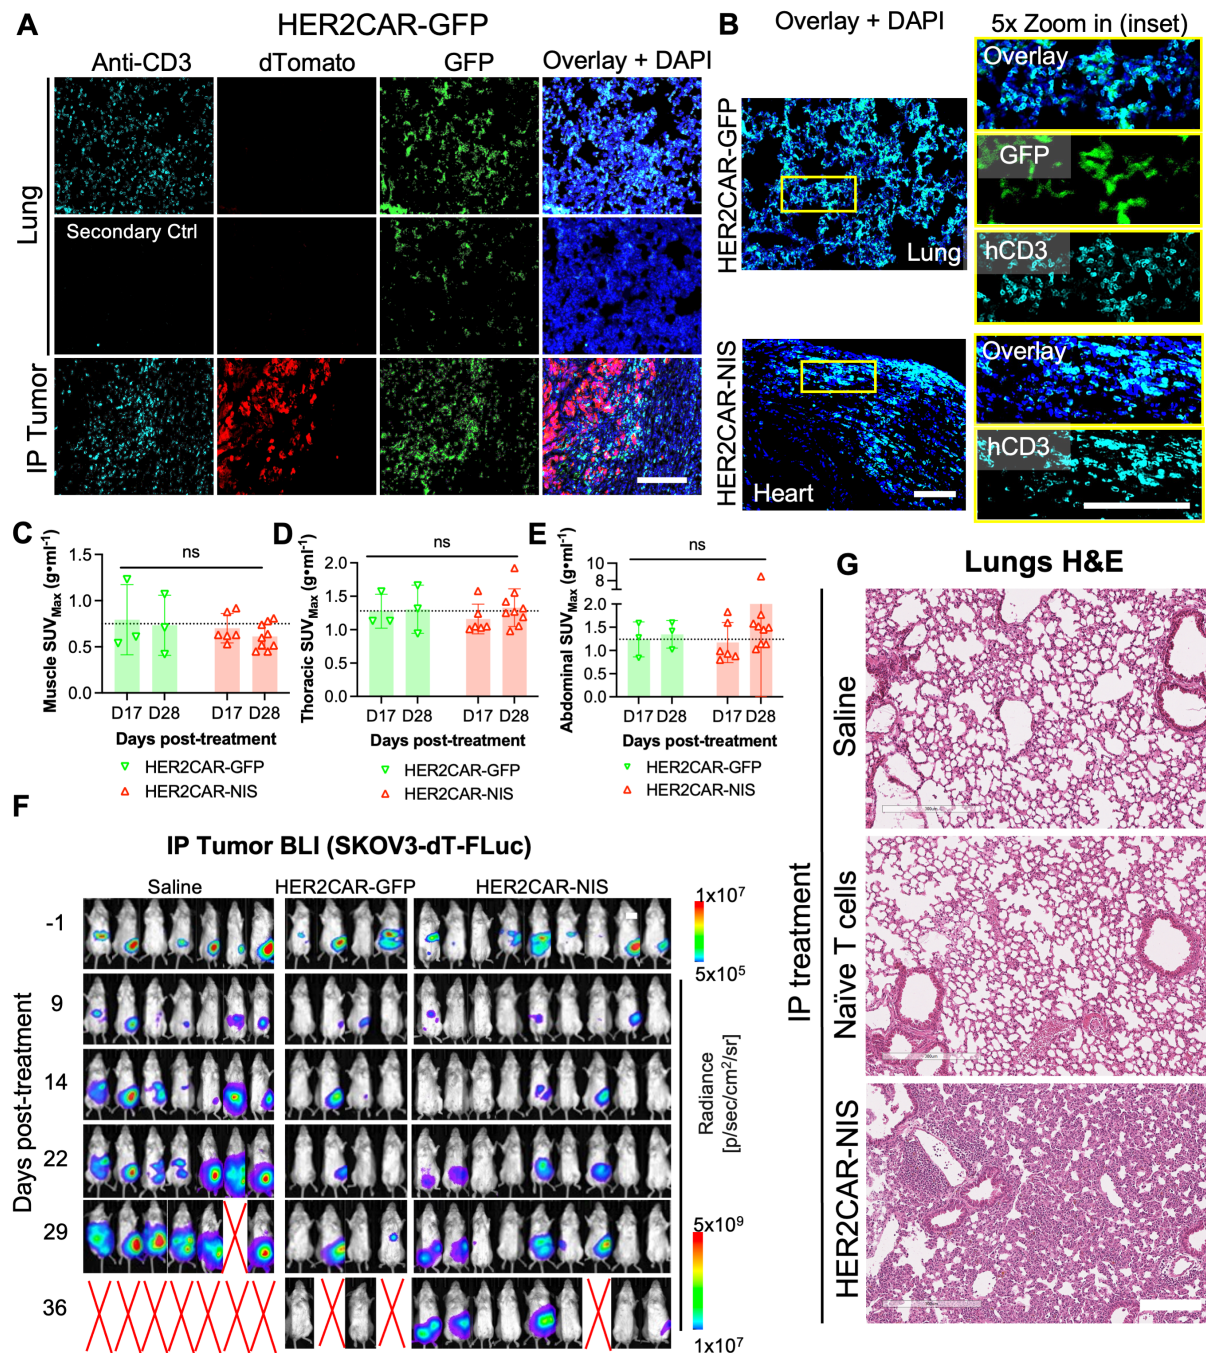 A
HER2CAR-GFP
Anti-CD3
dTomato
GFP
Overlay + DAPI
Lung
Secondary Ctrl
IP Tumor
B
Overlay + DAPI
5x Zoom in (inset)
HER2CAR-GFP
Lung
Overlay
GFP
hCD3
HER2CAR-NIS
Heart
Overlay
hCD3
C
Muscle SUVMax (g•ml-1)
ns
1.5
1.0
0.5
0.0
D17 D28 D17 D28
Days post-treatment
HER2CAR-GFP
HER2CAR-NIS
D
Thoracic SUVMax (g•ml-1)
ns
2.0
1.5
1.0
0.5
0.0
D17 D28 D17 D28
Days post-treatment
HER2CAR-GFP
HER2CAR-NIS
E
Abdominal SUVMax (g•ml-1)
ns
10
8
6
2.0
1.5
1.0
0.5
0.0
D17 D28 D17 D28
Days post-treatment
HER2CAR-GFP
HER2CAR-NIS
F
IP Tumor BLI (SKOV3-dT-FLuc)
Saline
HER2CAR-GFP
HER2CAR-NIS
Days post-treatment
-1
9
14
22
29
36
1x10⁷
5x10⁵
Radiance
[p/sec/cm²/sr]
5x10⁹
1x10⁷
G
Lungs H&E
IP treatment
Saline
Naïve T cells
HER2CAR-NIS